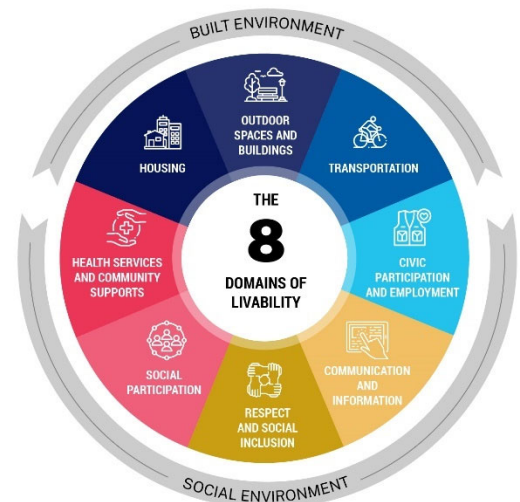 BUILT ENVIRONMENT
OUTDOOR
SPACES AND
BUILDINGS
HOUSING
TRANSPORTATION
THE
8
DOMAINS OF
LIVABILITY
HEALTH SERVICES
AND COMMUNITY
SUPPORTS
CIVIC
PARTICIPATION
AND EMPLOYMENT
SOCIAL
PARTICIPATION
COMMUNICATION
AND
INFORMATION
RESPECT
AND SOCIAL
INCLUSION
SOCIAL ENVIRONMENT